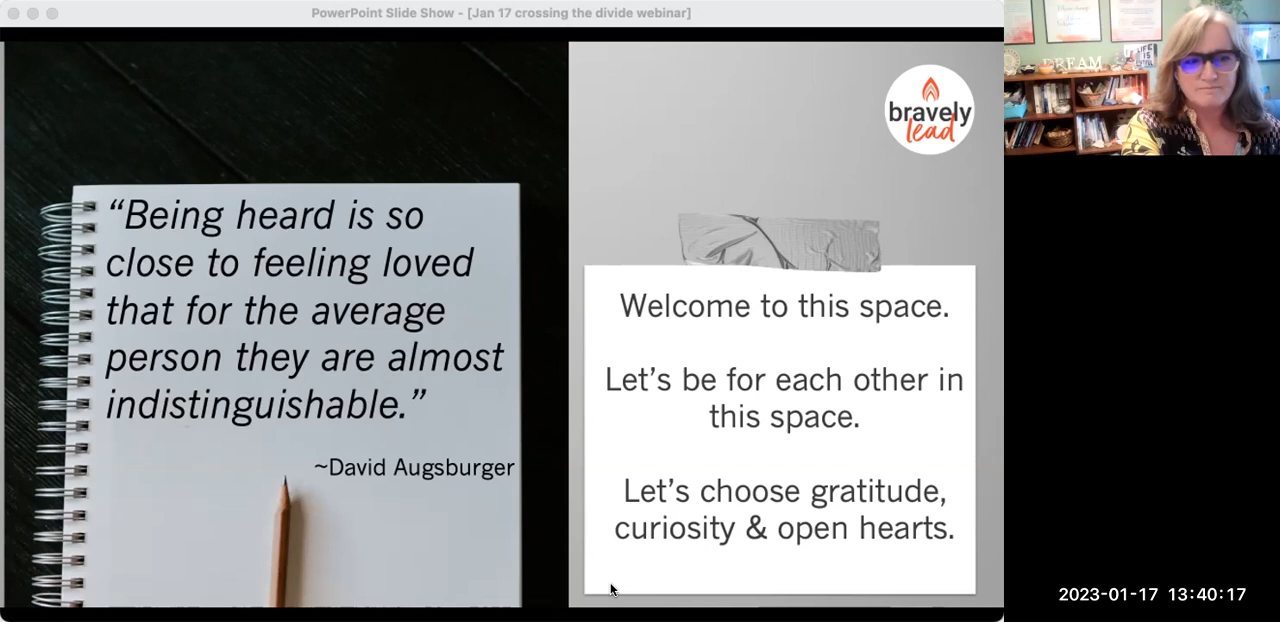 PowerPoint Slide Show - [Jan 17 crossing the divide webinar]
“Being heard is so
close to feeling loved
that for the average
person they are almost
indistinguishable.”
~David Augsburger
bravely
lead
Welcome to this space.
Let’s be for each other in
this space.
Let’s choose gratitude,
curiosity & open hearts.
DREAM
2023-01-17 13:40:17